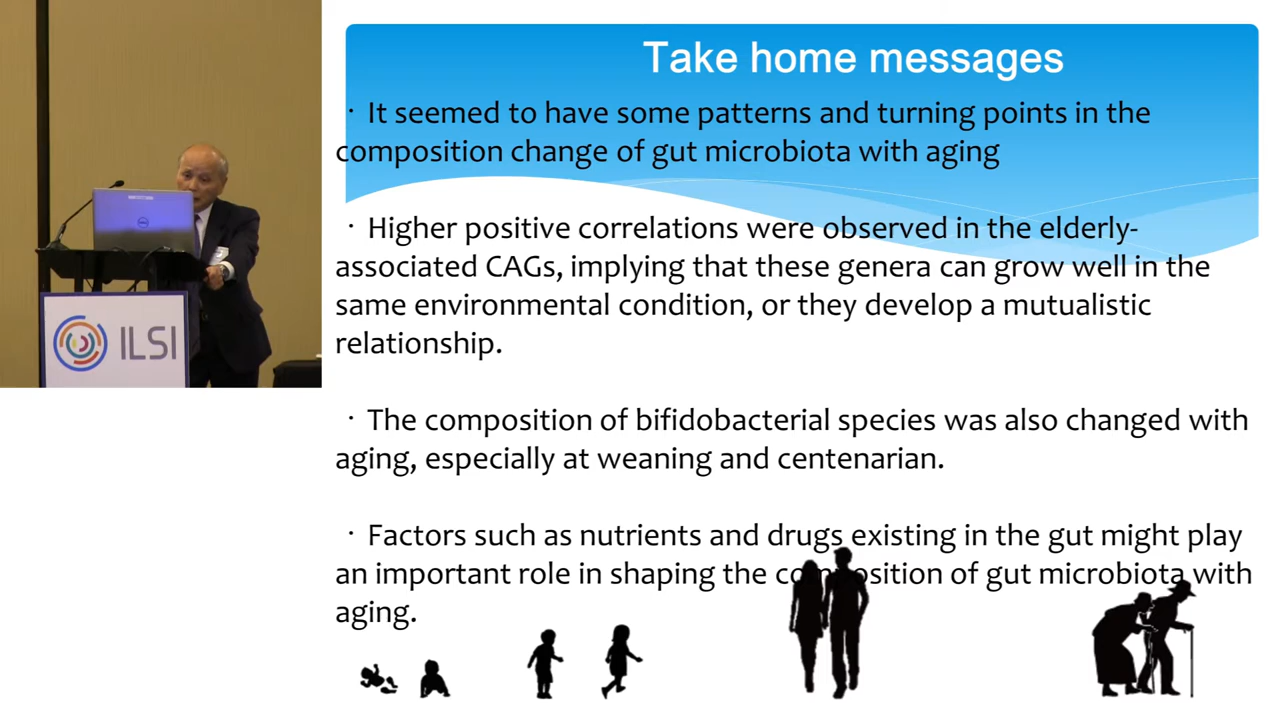 Take home messages
· It seemed to have some patterns and turning points in the
composition change of gut microbiota with aging
· Higher positive correlations were observed in the elderly-
associated CAGs, implying that these genera can grow well in the
same environmental condition, or they develop a mutualistic
relationship.
· The composition of bifidobacterial species was also changed with
aging, especially at weaning and centenarian.
· Factors such as nutrients and drugs existing in the gut might play
an important role in shaping the composition of gut microbiota with
aging.
DELL
ILSI